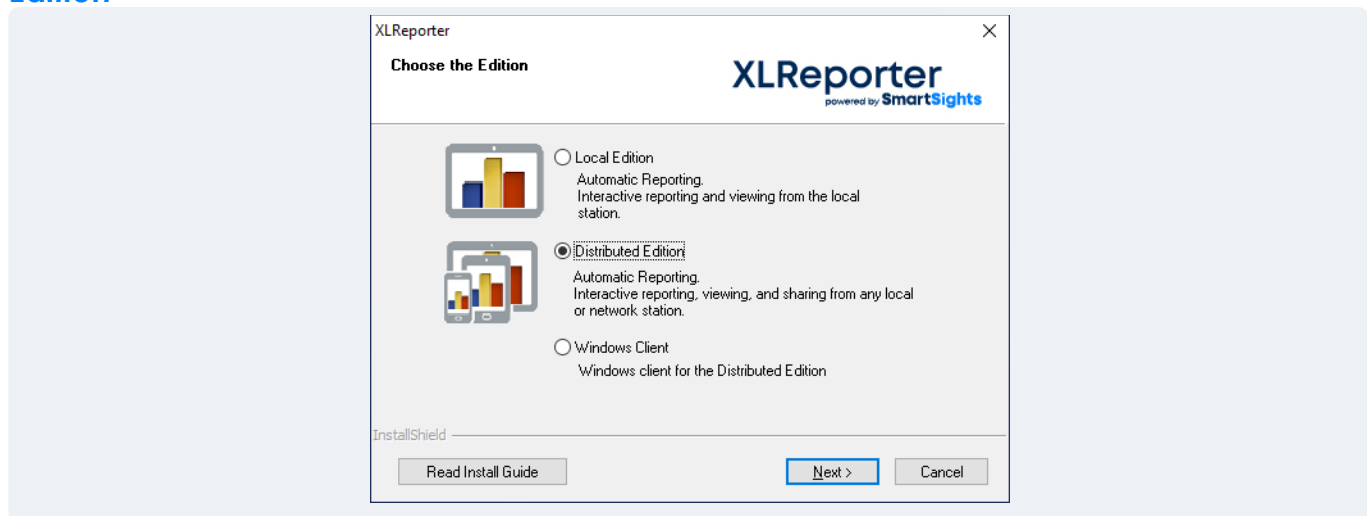 XLReporter
Choose the Edition
XLReporter
powered by SmartSights
Local Edition
Automatic Reporting.
Interactive reporting and viewing from the local
station.
Distributed Edition
Automatic Reporting.
Interactive reporting, viewing, and sharing from any local
or network station.
Windows Client
Windows client for the Distributed Edition
InstallShield
Read Install Guide
Next >
Cancel